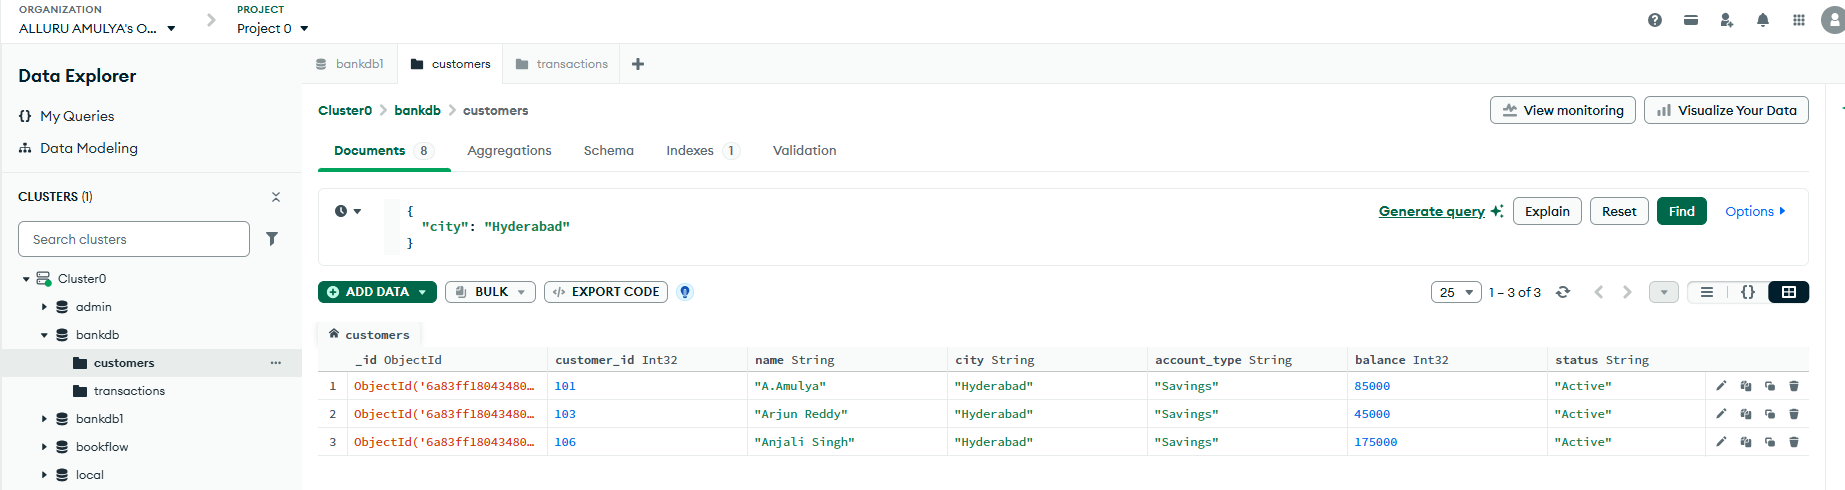 ORGANIZATION
ALLURU AMULYA's O...
PROJECT
Project 0
Data Explorer
My Queries
Data Modeling
CLUSTERS (1)
Search clusters
Cluster0
admin
bankdb
customers
transactions
bankdb1
bookflow
local
bankdb1
customers
transactions
Cluster0 > bankdb > customers
View monitoring
Visualize Your Data
Documents 8
Aggregations
Schema
Indexes 1
Validation
{
"city": "Hyderabad"
}
Generate query
Explain
Reset
Find
Options
ADD DATA
BULK
EXPORT CODE
25
1 – 3 of 3
customers
_id ObjectId customer_id Int32 name String city String account_type String balance Int32 status String
1 ObjectId('6a83ff18043480… 101 "A.Amulya" "Hyderabad" "Savings" 85000 "Active"
2 ObjectId('6a83ff18043480… 103 "Arjun Reddy" "Hyderabad" "Savings" 45000 "Active"
3 ObjectId('6a83ff18043480… 106 "Anjali Singh" "Hyderabad" "Savings" 175000 "Active"